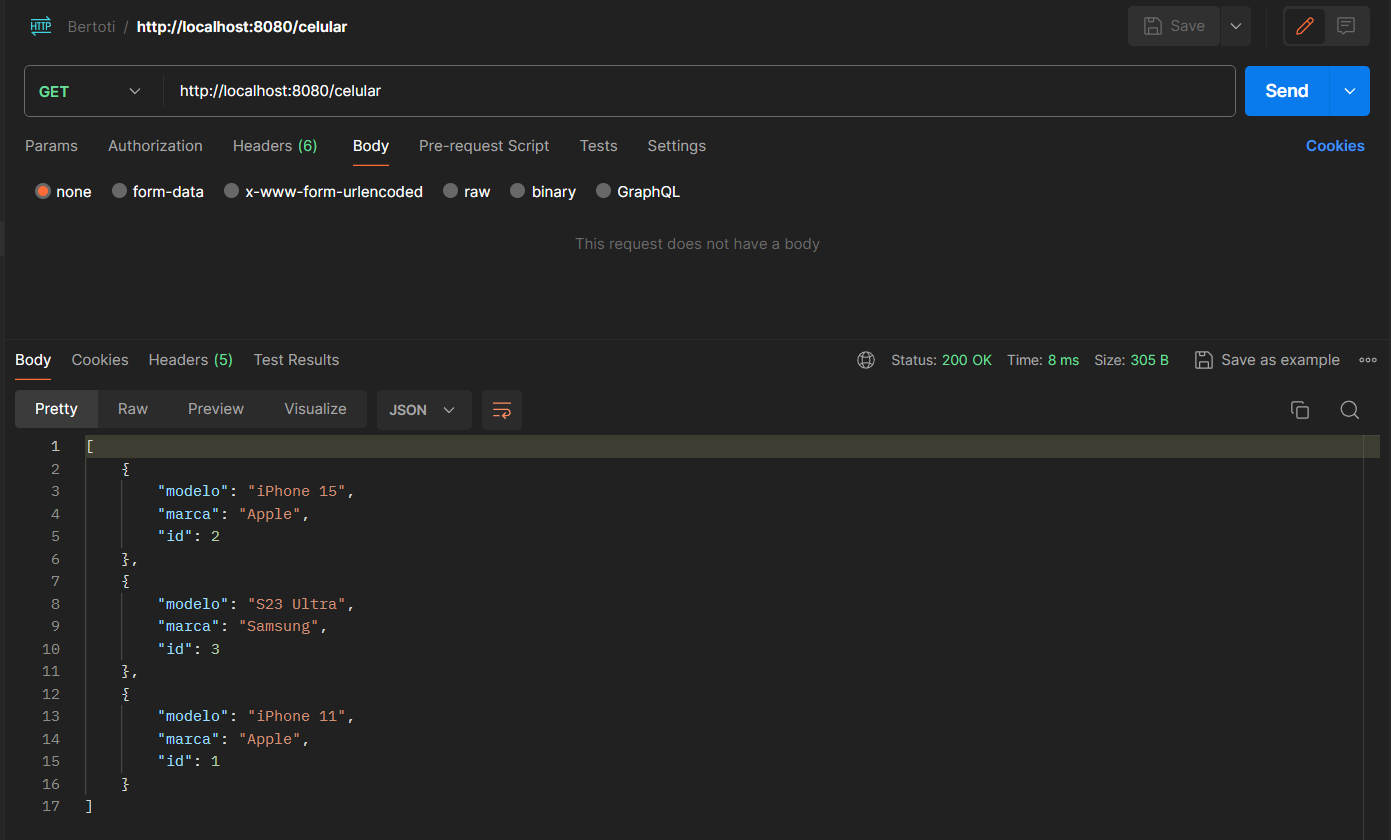 HTTP Bertoti / http://localhost:8080/celular Save
GET http://localhost:8080/celular Send
Params Authorization Headers (6) Body Pre-request Script Tests Settings Cookies
none form-data x-www-form-urlencoded raw binary GraphQL
This request does not have a body
Body Cookies Headers (5) Test Results Status: 200 OK Time: 8 ms Size: 305 B Save as example
Pretty Raw Preview Visualize JSON
1 [
2 {
3 "modelo": "iPhone 15",
4 "marca": "Apple",
5 "id": 2
6 },
7 {
8 "modelo": "S23 Ultra",
9 "marca": "Samsung",
10 "id": 3
11 },
12 {
13 "modelo": "iPhone 11",
14 "marca": "Apple",
15 "id": 1
16 }
17 ]